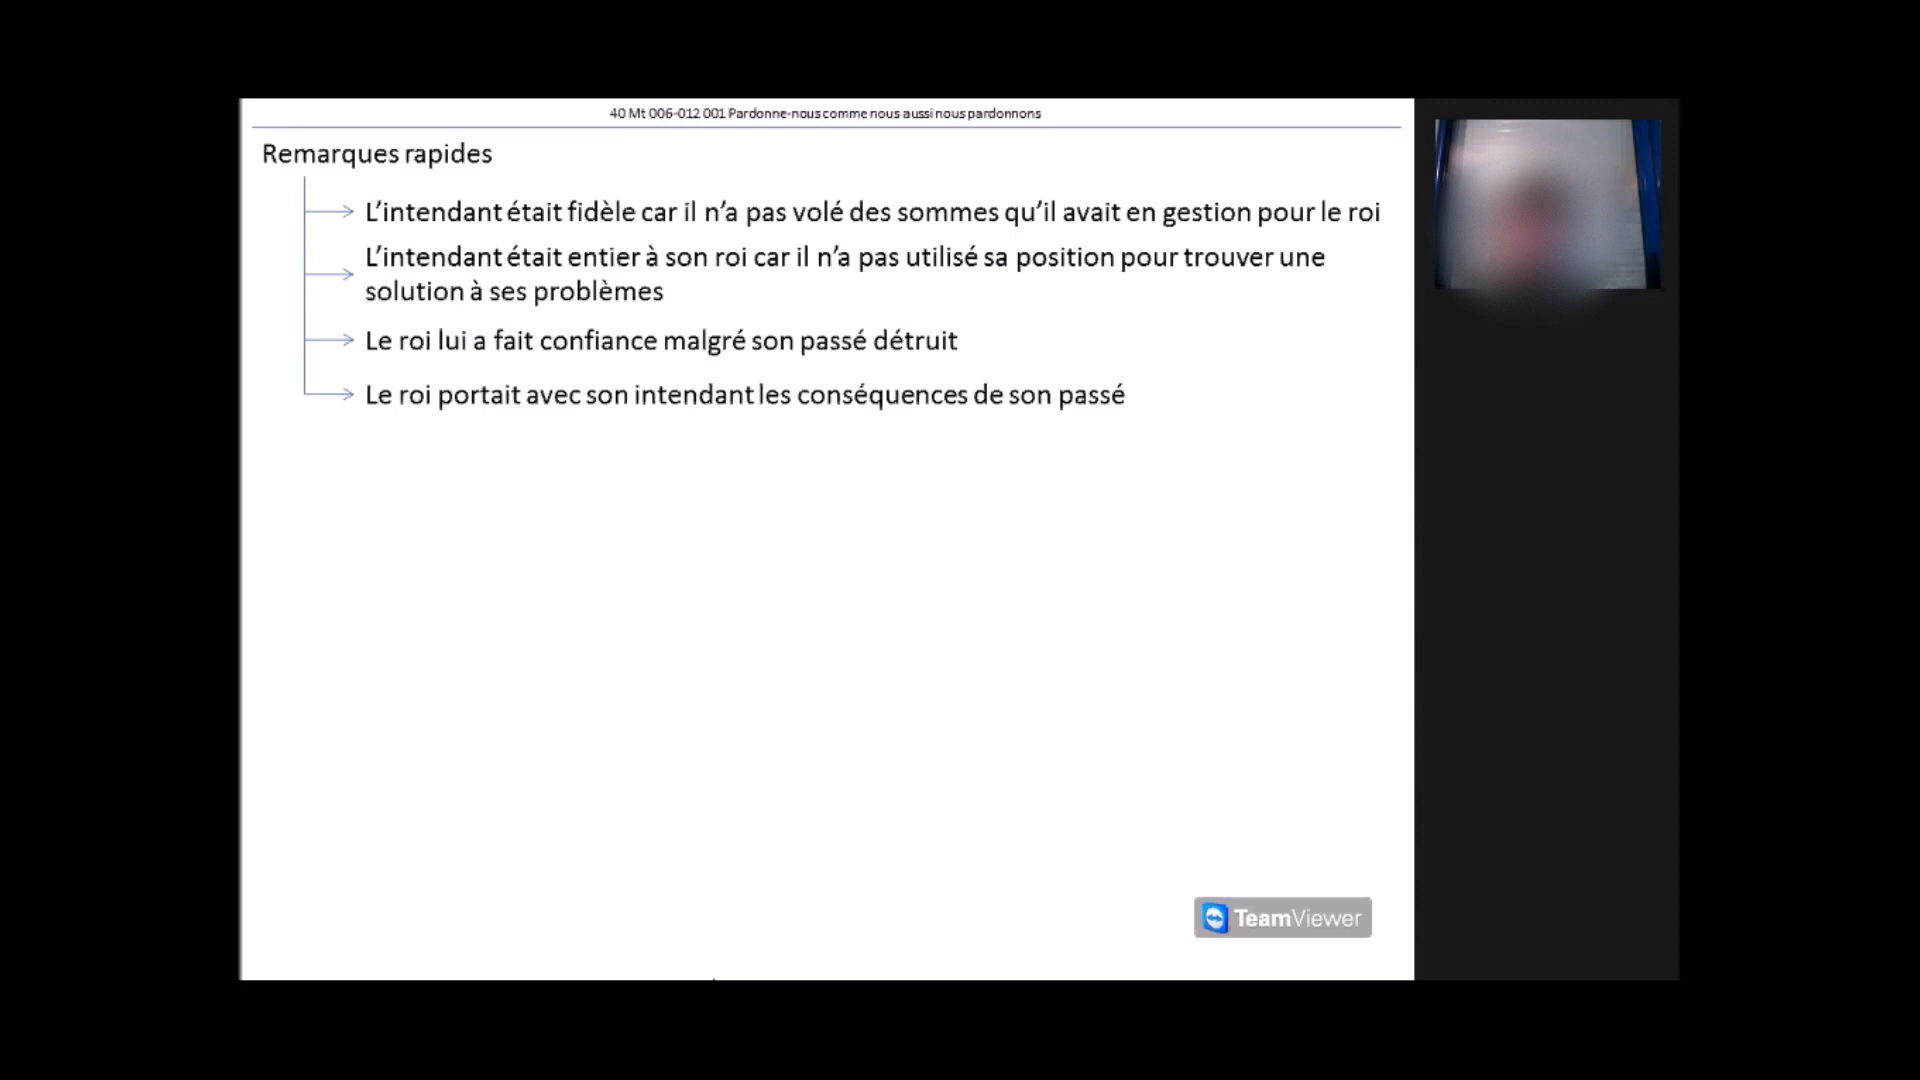 40 Mt 006-012 001 Pardonne-nous comme nous aussi nous pardonnons
Remarques rapides
L’intendant était fidèle car il n’a pas volé des sommes qu’il avait en gestion pour le roi
L’intendant était entier à son roi car il n’a pas utilisé sa position pour trouver une
solution à ses problèmes
Le roi lui a fait confiance malgré son passé détruit
Le roi portait avec son intendant les conséquences de son passé
TeamViewer